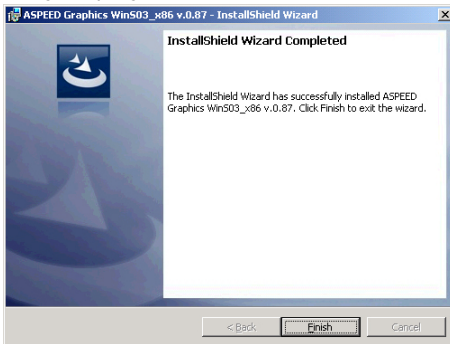 ASPEED Graphics WinS03_x86 v.0.87 - InstallShield Wizard
InstallShield Wizard Completed
The InstallShield Wizard has successfully installed ASPEED
Graphics WinS03_x86 v.0.87. Click Finish to exit the wizard.
< Back
Finish
Cancel